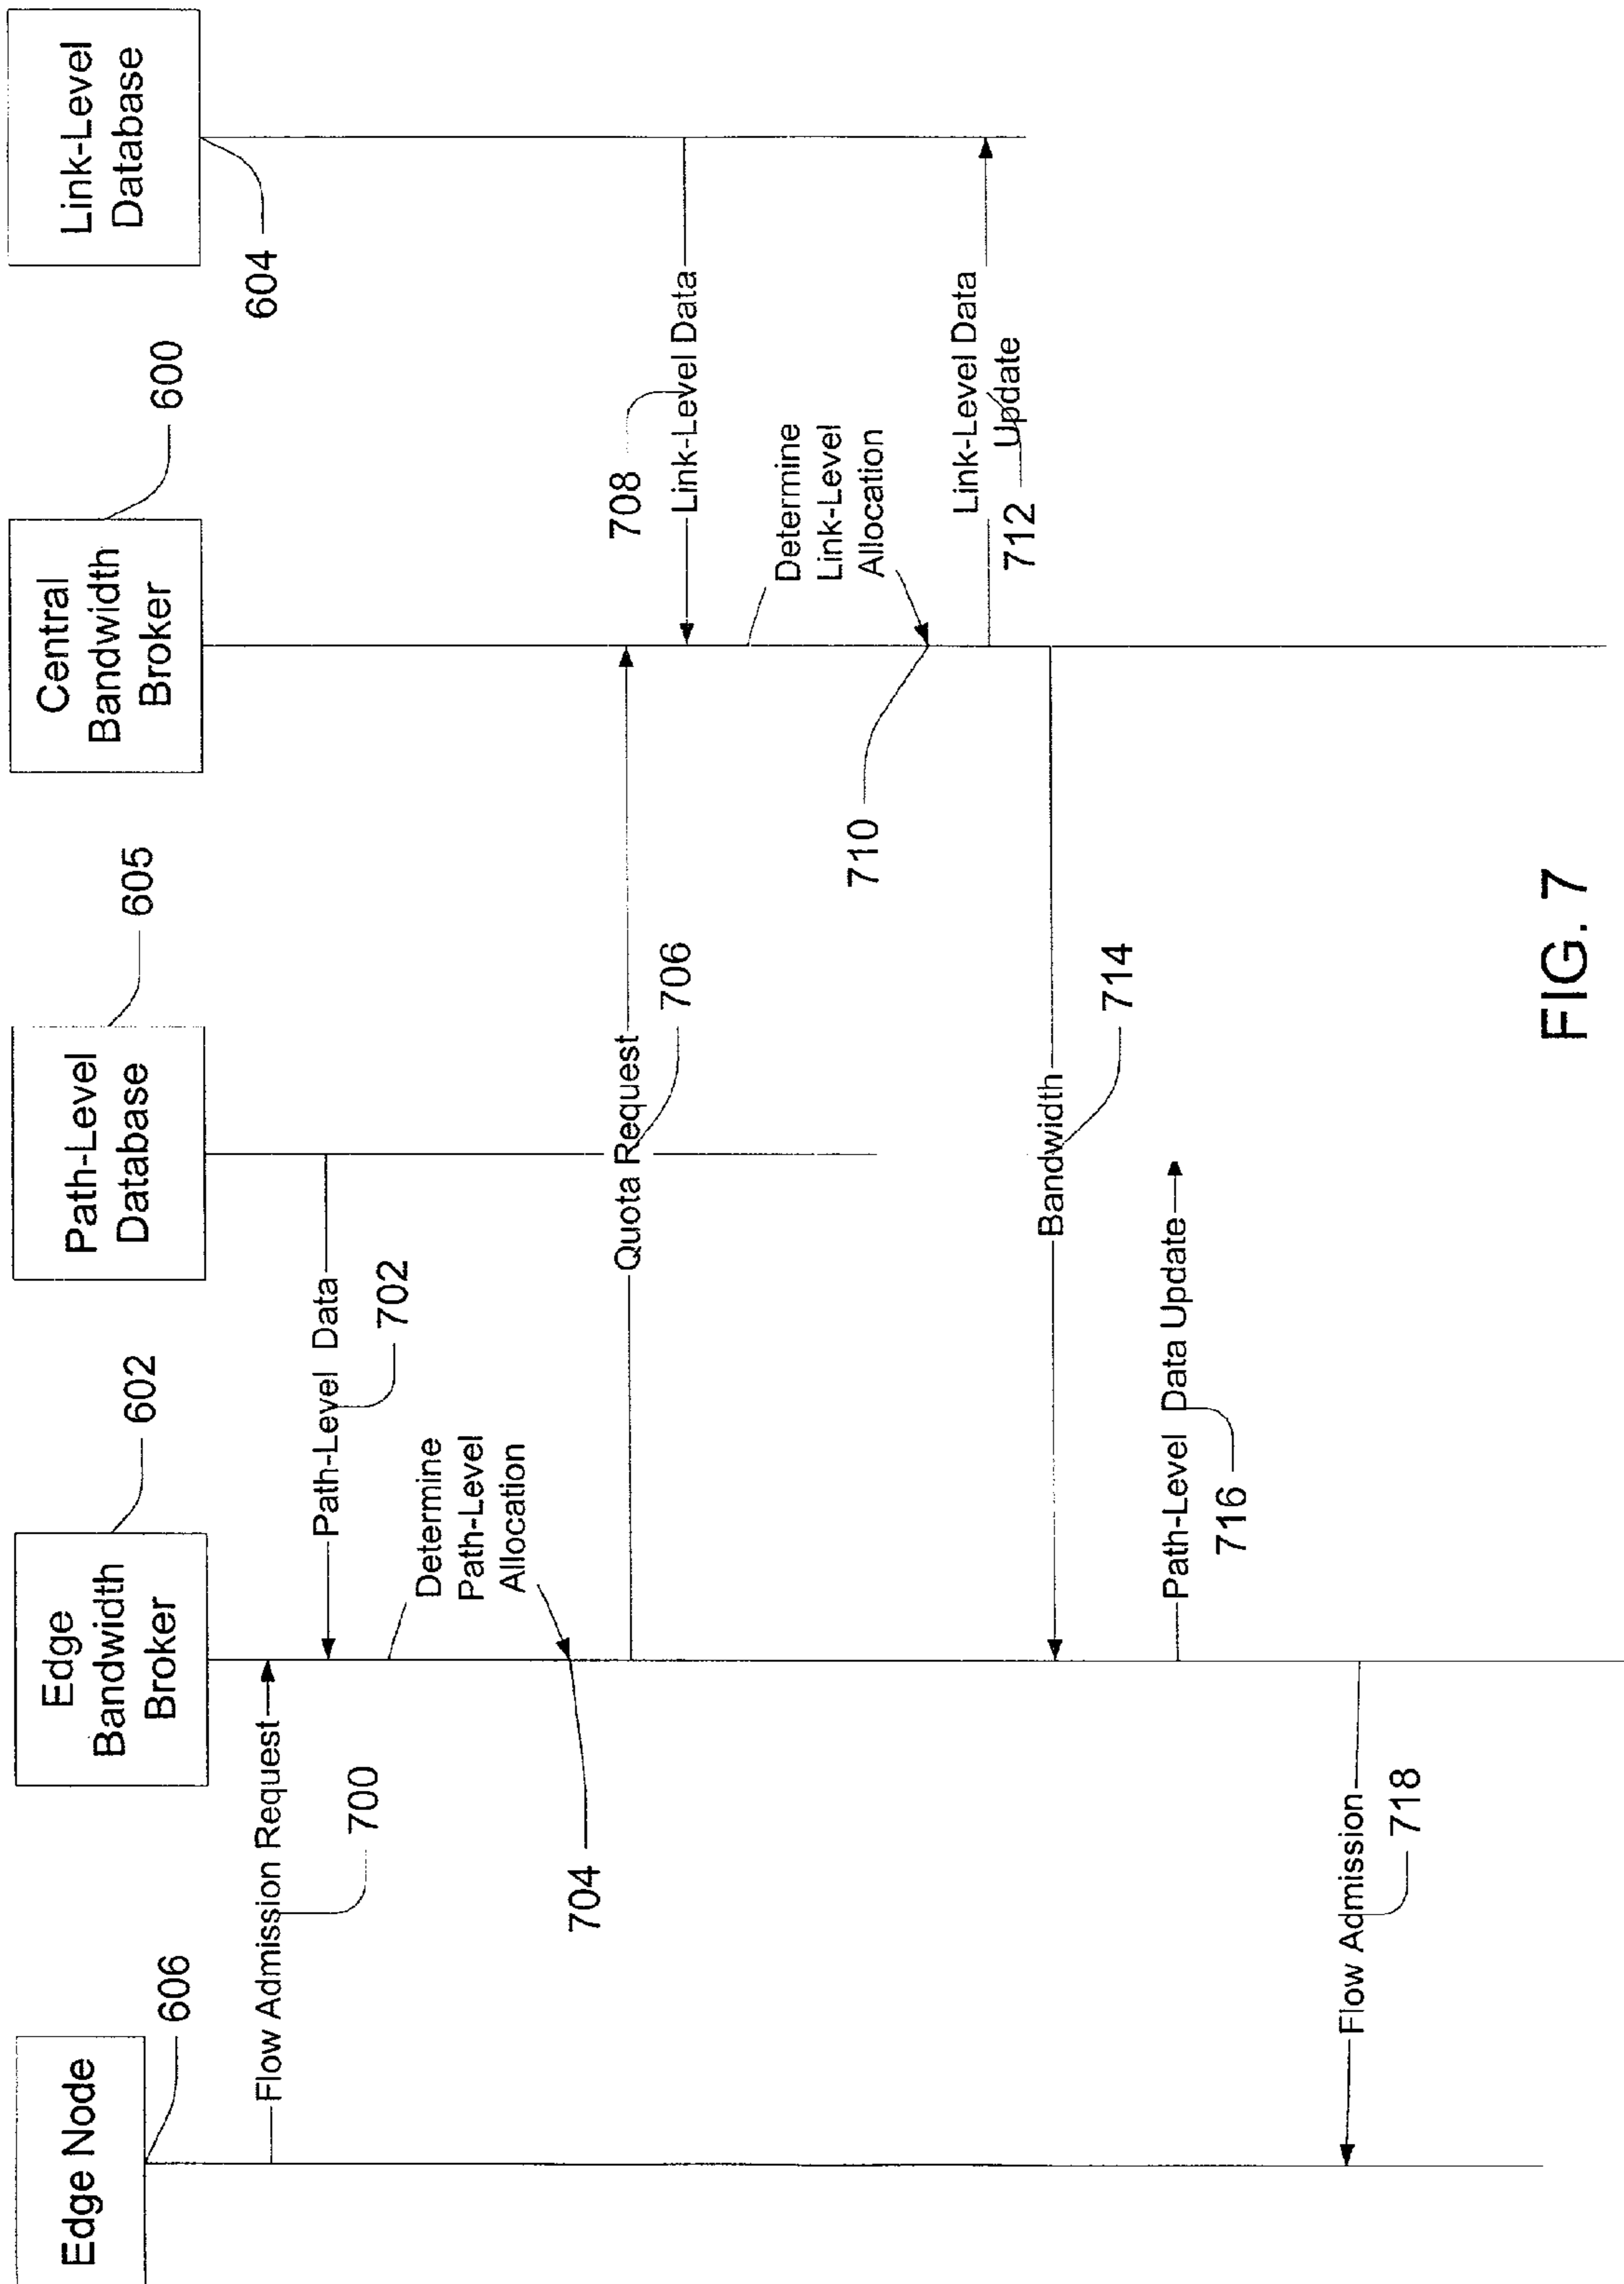 Edge Node
606
Edge
Bandwidth
Broker
602
Path-Level
Database
605
Central
Bandwidth
Broker
600
Link-Level
Database
604
Flow Admission Request
700
Path-Level Data
702
Determine
Path-Level
Allocation
704
Quota Request
706
708
Link-Level Data
Determine
Link-Level
Allocation
710
Link-Level Data
Update
712
Bandwidth
714
Path-Level Data Update
716
Flow Admission
718
FIG. 7